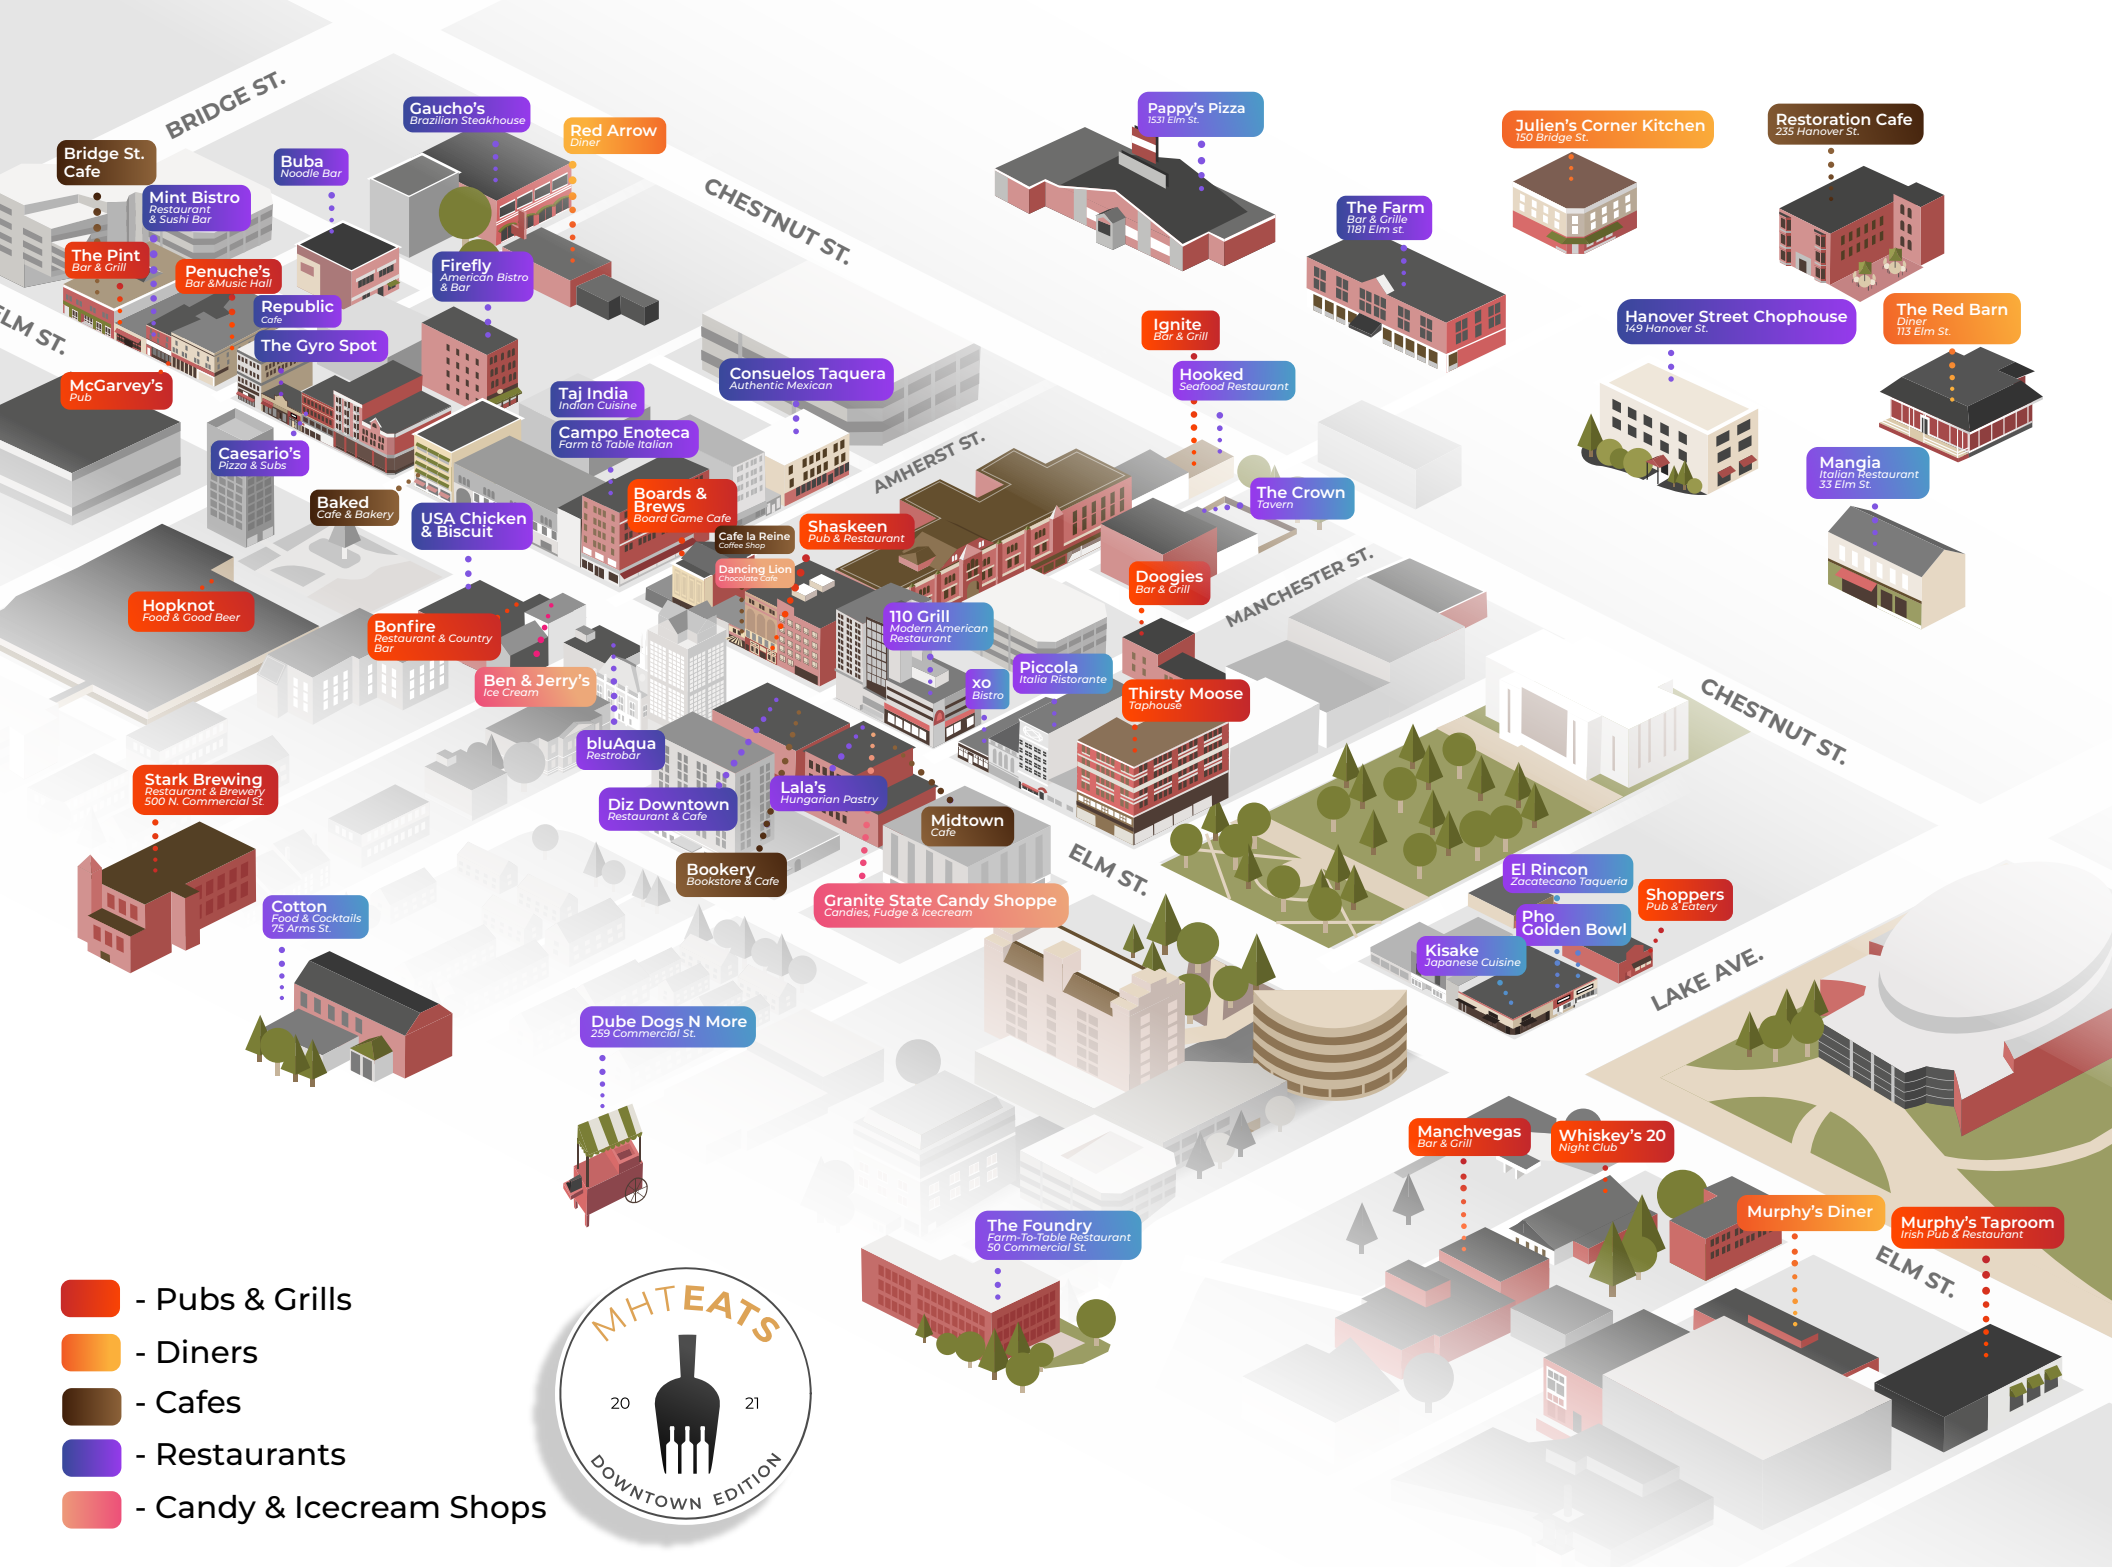 BRIDGE ST.
CHESTNUT ST.
ELM ST.
AMHERST ST.
MANCHESTER ST.
CHESTNUT ST.
ELM ST.
LAKE AVE.
ELM ST.
Gaucho's
Brazilian Steakhouse
Red Arrow
Diner
Bridge St.
Cafe
Buba
Noodle Bar
Mint Bistro
Restaurant
& Sushi Bar
The Pint
Bar & Grill
Penuche's
Bar &Music Hall
Firefly
American Bistro
& Bar
Republic
Cafe
The Gyro Spot
McGarvey's
Pub
Caesario's
Pizza & Subs
Baked
Cafe & Bakery
Taj India
Indian Cuisine
Campo Enoteca
Farm to Table Italian
Consuelos Taquera
Authentic Mexican
USA Chicken
& Biscuit
Boards &
Brews
Board Game Cafe
Cafe la Reine
Coffee Shop
Dancing Lion
Chocolate Cafe
Shaskeen
Pub & Restaurant
Hopknot
Food & Good Beer
Bonfire
Restaurant & Country
Bar
Ben & Jerry's
Ice Cream
bluAqua
Restrobar
Diz Downtown
Restaurant & Cafe
Lala's
Hungarian Pastry
Bookery
Bookstore & Cafe
Midtown
Cafe
Granite State Candy Shoppe
Candies, Fudge & Icecream
110 Grill
Modern American
Restaurant
XO
Bistro
Piccola
Italia Ristorante
Thirsty Moose
Taphouse
Doogies
Bar & Grill
The Crown
Tavern
Ignite
Bar & Grill
Hooked
Seafood Restaurant
Pappy's Pizza
1531 Elm St.
The Farm
Bar & Grille
1181 Elm st.
Julien's Corner Kitchen
150 Bridge St.
Restoration Cafe
235 Hanover St.
Hanover Street Chophouse
149 Hanover St.
The Red Barn
Diner
113 Elm St.
Mangia
Italian Restaurant
33 Elm St.
El Rincon
Zacatecano Taqueria
Shoppers
Pub & Eatery
Pho
Golden Bowl
Kisake
Japanese Cuisine
Stark Brewing
Restaurant & Brewery
500 N. Commercial St.
Cotton
Food & Cocktails
75 Arms St.
Dube Dogs N More
259 Commercial St.
The Foundry
Farm-To-Table Restaurant
50 Commercial St.
Manchvegas
Bar & Grill
Whiskey's 20
Night Club
Murphy's Diner
Murphy's Taproom
Irish Pub & Restaurant
- Pubs & Grills
- Diners
- Cafes
- Restaurants
- Candy & Icecream Shops
MHTEATS
20 21
DOWNTOWN EDITION